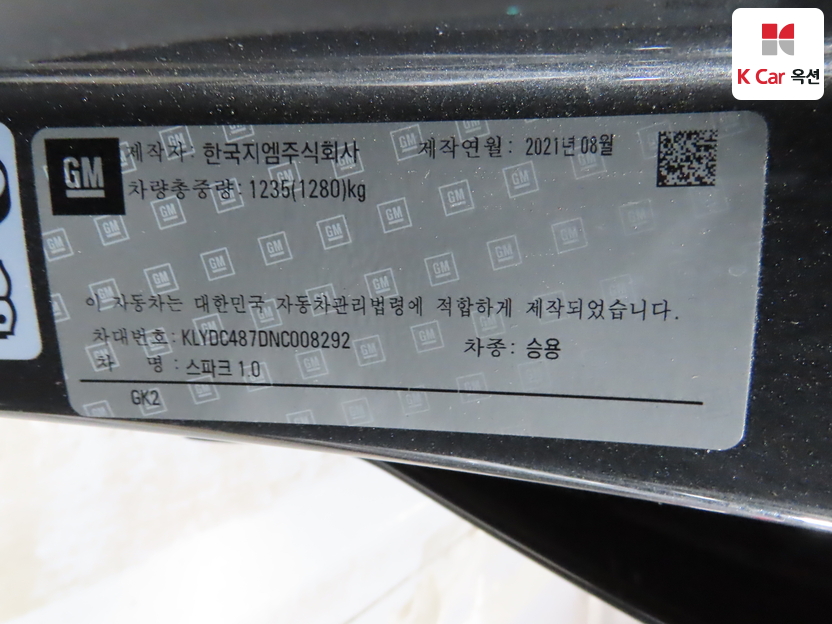 K Car 옥션
GM 제작자: 한국지엠주식회사 제작연월: 2021년 08월
차량총중량: 1235(1280)kg
이 자동차는 대한민국 자동차관리법령에 적합하게 제작되었습니다.
차대번호: KLYDC487DNC008292 차종: 승용
차 명: 스파크 1.0
GK2